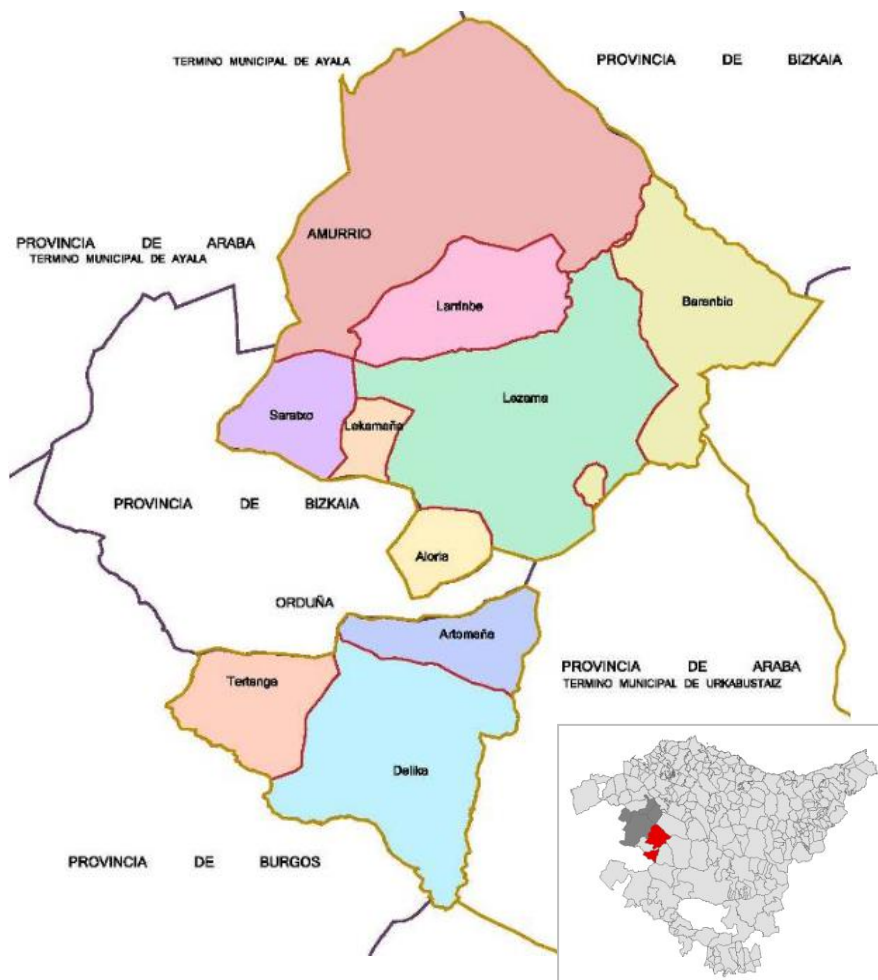 TERMINO MUNICIPAL DE AYALA
PROVINCIA DE BIZKAIA
AMURRIO
PROVINCIA DE ARABA
TERMINO MUNICIPAL DE AYALA
Larrinbe
Baranbio
Lezama
Saratxo
Lekamaña
PROVINCIA DE BIZKAIA
Aloria
ORDUÑA
Artomaña
PROVINCIA DE ARABA
TERMINO MUNICIPAL DE URKABUSTAIZ
Tertanga
Delika
PROVINCIA DE BURGOS